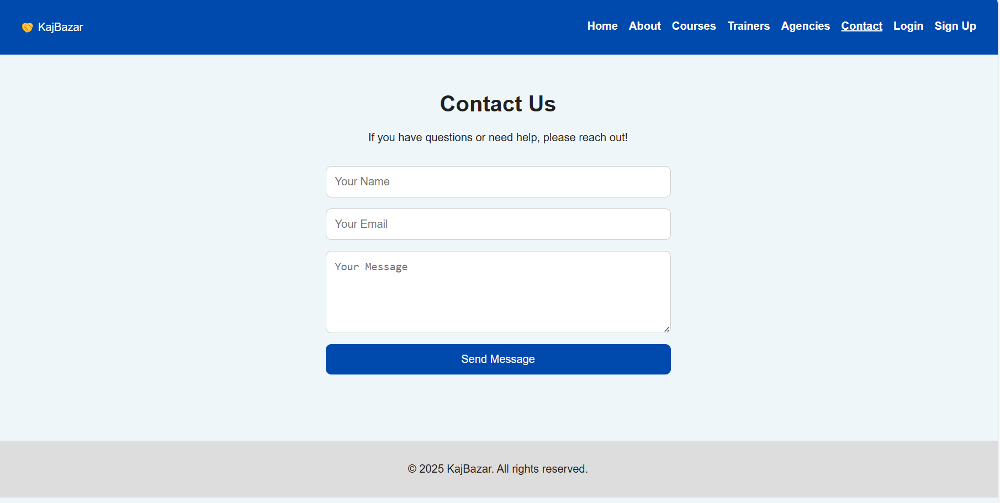 🤝 KajBazar
Home About Courses Trainers Agencies Contact Login Sign Up
Contact Us
If you have questions or need help, please reach out!
Your Name
Your Email
Your Message
Send Message
© 2025 KajBazar. All rights reserved.